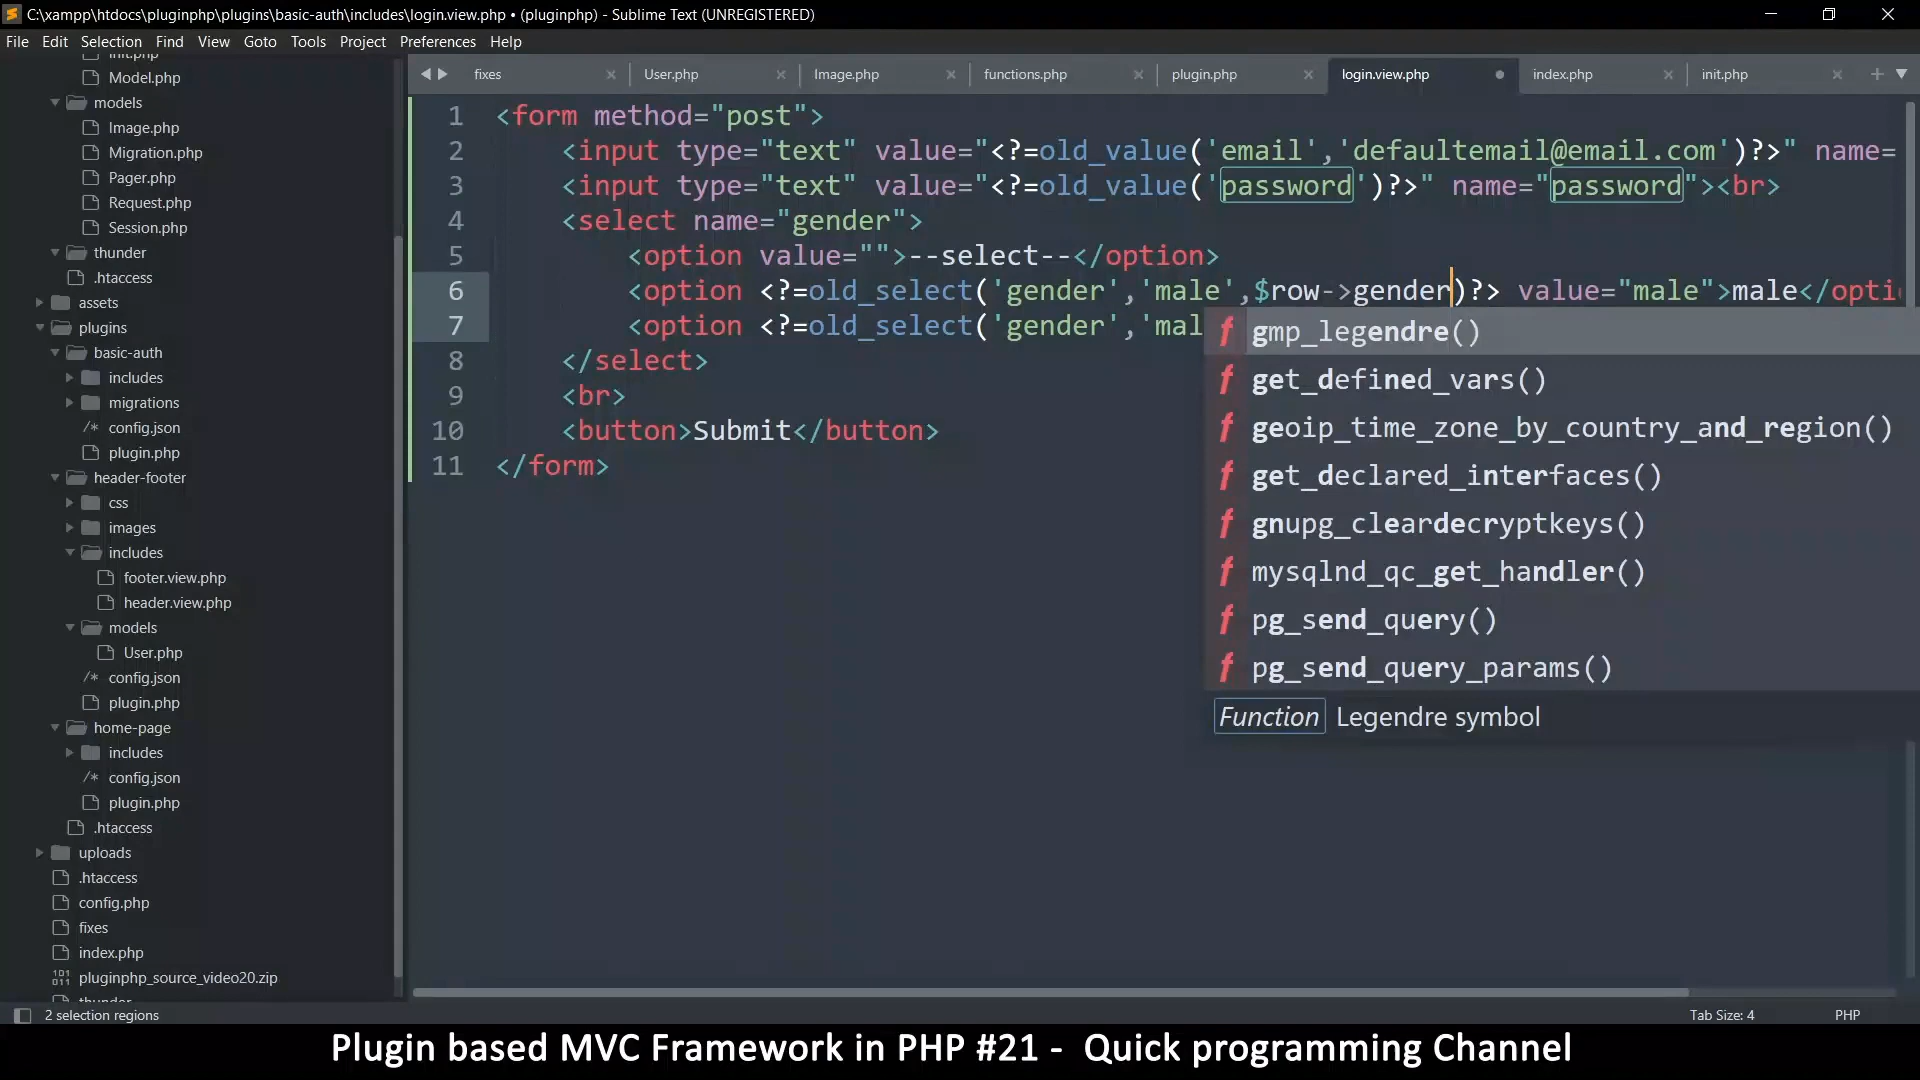 C:\xampp\htdocs\pluginphp\plugins\basic-auth\includes\login.view.php • (pluginphp) - Sublime Text (UNREGISTERED)
File Edit Selection Find View Goto Tools Project Preferences Help
fixes User.php Image.php functions.php plugin.php login.view.php index.php init.php
init.php
Model.php
models
Image.php
Migration.php
Pager.php
Request.php
Session.php
thunder
.htaccess
assets
plugins
basic-auth
includes
migrations
/* config.json
plugin.php
header-footer
css
images
includes
footer.view.php
header.view.php
models
User.php
/* config.json
plugin.php
home-page
includes
/* config.json
plugin.php
.htaccess
uploads
.htaccess
config.php
fixes
index.php
pluginphp_source_video20.zip
thunder
1 <form method="post">
2 <input type="text" value="<?=old_value('email','defaultemail@email.com')?>" name=
3 <input type="text" value="<?=old_value('password')?>" name="password"><br>
4 <select name="gender">
5 <option value="">--select--</option>
6 <option <?=old_select('gender','male',$row->gender)?> value="male">male</opti
7 <option <?=old_select('gender','mal
8 </select>
9 <br>
10 <button>Submit</button>
11 </form>
f gmp_legendre()
f get_defined_vars()
f geoip_time_zone_by_country_and_region()
f get_declared_interfaces()
f gnupg_cleardecryptkeys()
f mysqlnd_qc_get_handler()
f pg_send_query()
f pg_send_query_params()
Function Legendre symbol
2 selection regions Tab Size: 4 PHP
Plugin based MVC Framework in PHP #21 - Quick programming Channel